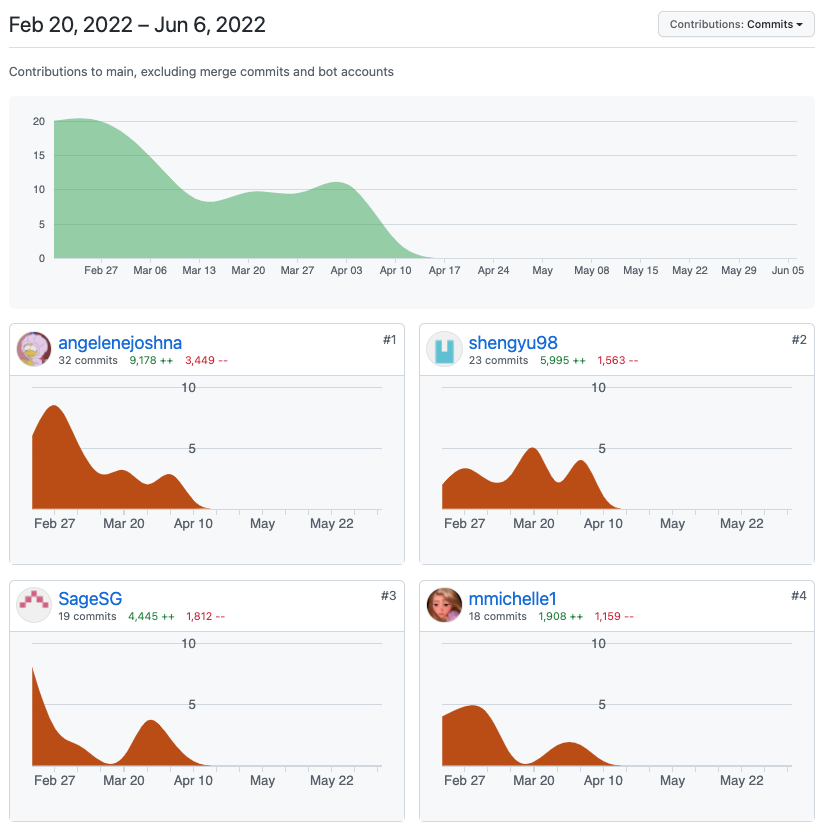 Feb 20, 2022 – Jun 6, 2022
Contributions: Commits
Contributions to main, excluding merge commits and bot accounts
20
15
10
5
0
Feb 27 Mar 06 Mar 13 Mar 20 Mar 27 Apr 03 Apr 10 Apr 17 Apr 24 May May 08 May 15 May 22 May 29 Jun 05
angelenejoshna
#1
32 commits 9,178 ++ 3,449 --
10
5
Feb 27 Mar 20 Apr 10 May May 22
shengyu98
#2
23 commits 5,995 ++ 1,563 --
10
5
Feb 27 Mar 20 Apr 10 May May 22
SageSG
#3
19 commits 4,445 ++ 1,812 --
10
5
Feb 27 Mar 20 Apr 10 May May 22
mmichelle1
#4
18 commits 1,908 ++ 1,159 --
10
5
Feb 27 Mar 20 Apr 10 May May 22